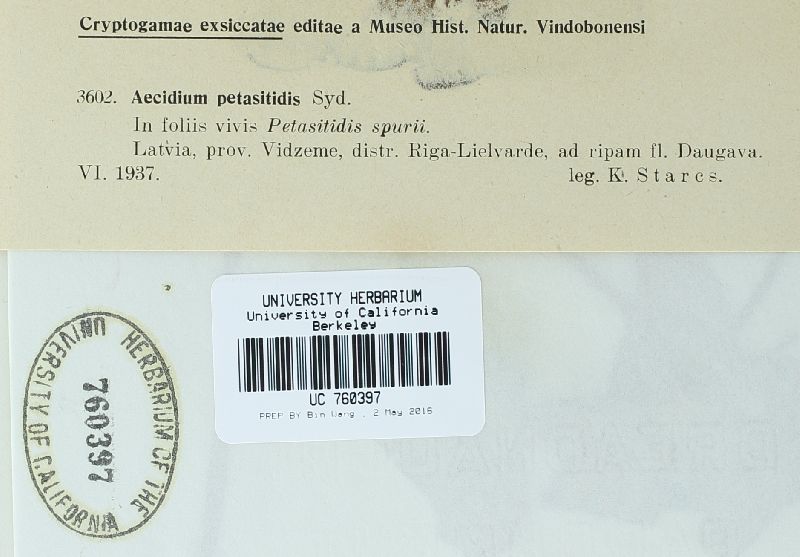 Cryptogamae exsiccatae editae a Museo Hist. Natur. Vindobonensi
3602. Aecidium petasitidis Syd.
In foliis vivis Petasitidis spurii.
Latvia, prov. Vidzeme, distr. Riga-Lielvarde, ad ripam fl. Daugava.
VI. 1937. leg. K. Starcs.
UNIVERSITY HERBARIUM
University of California
Berkeley
UC 760397
PREP BY Bin Wang , 2 May 2016
UNIVERSITY HERBARIUM OF THE UNIVERSITY OF CALIFORNIA
760397